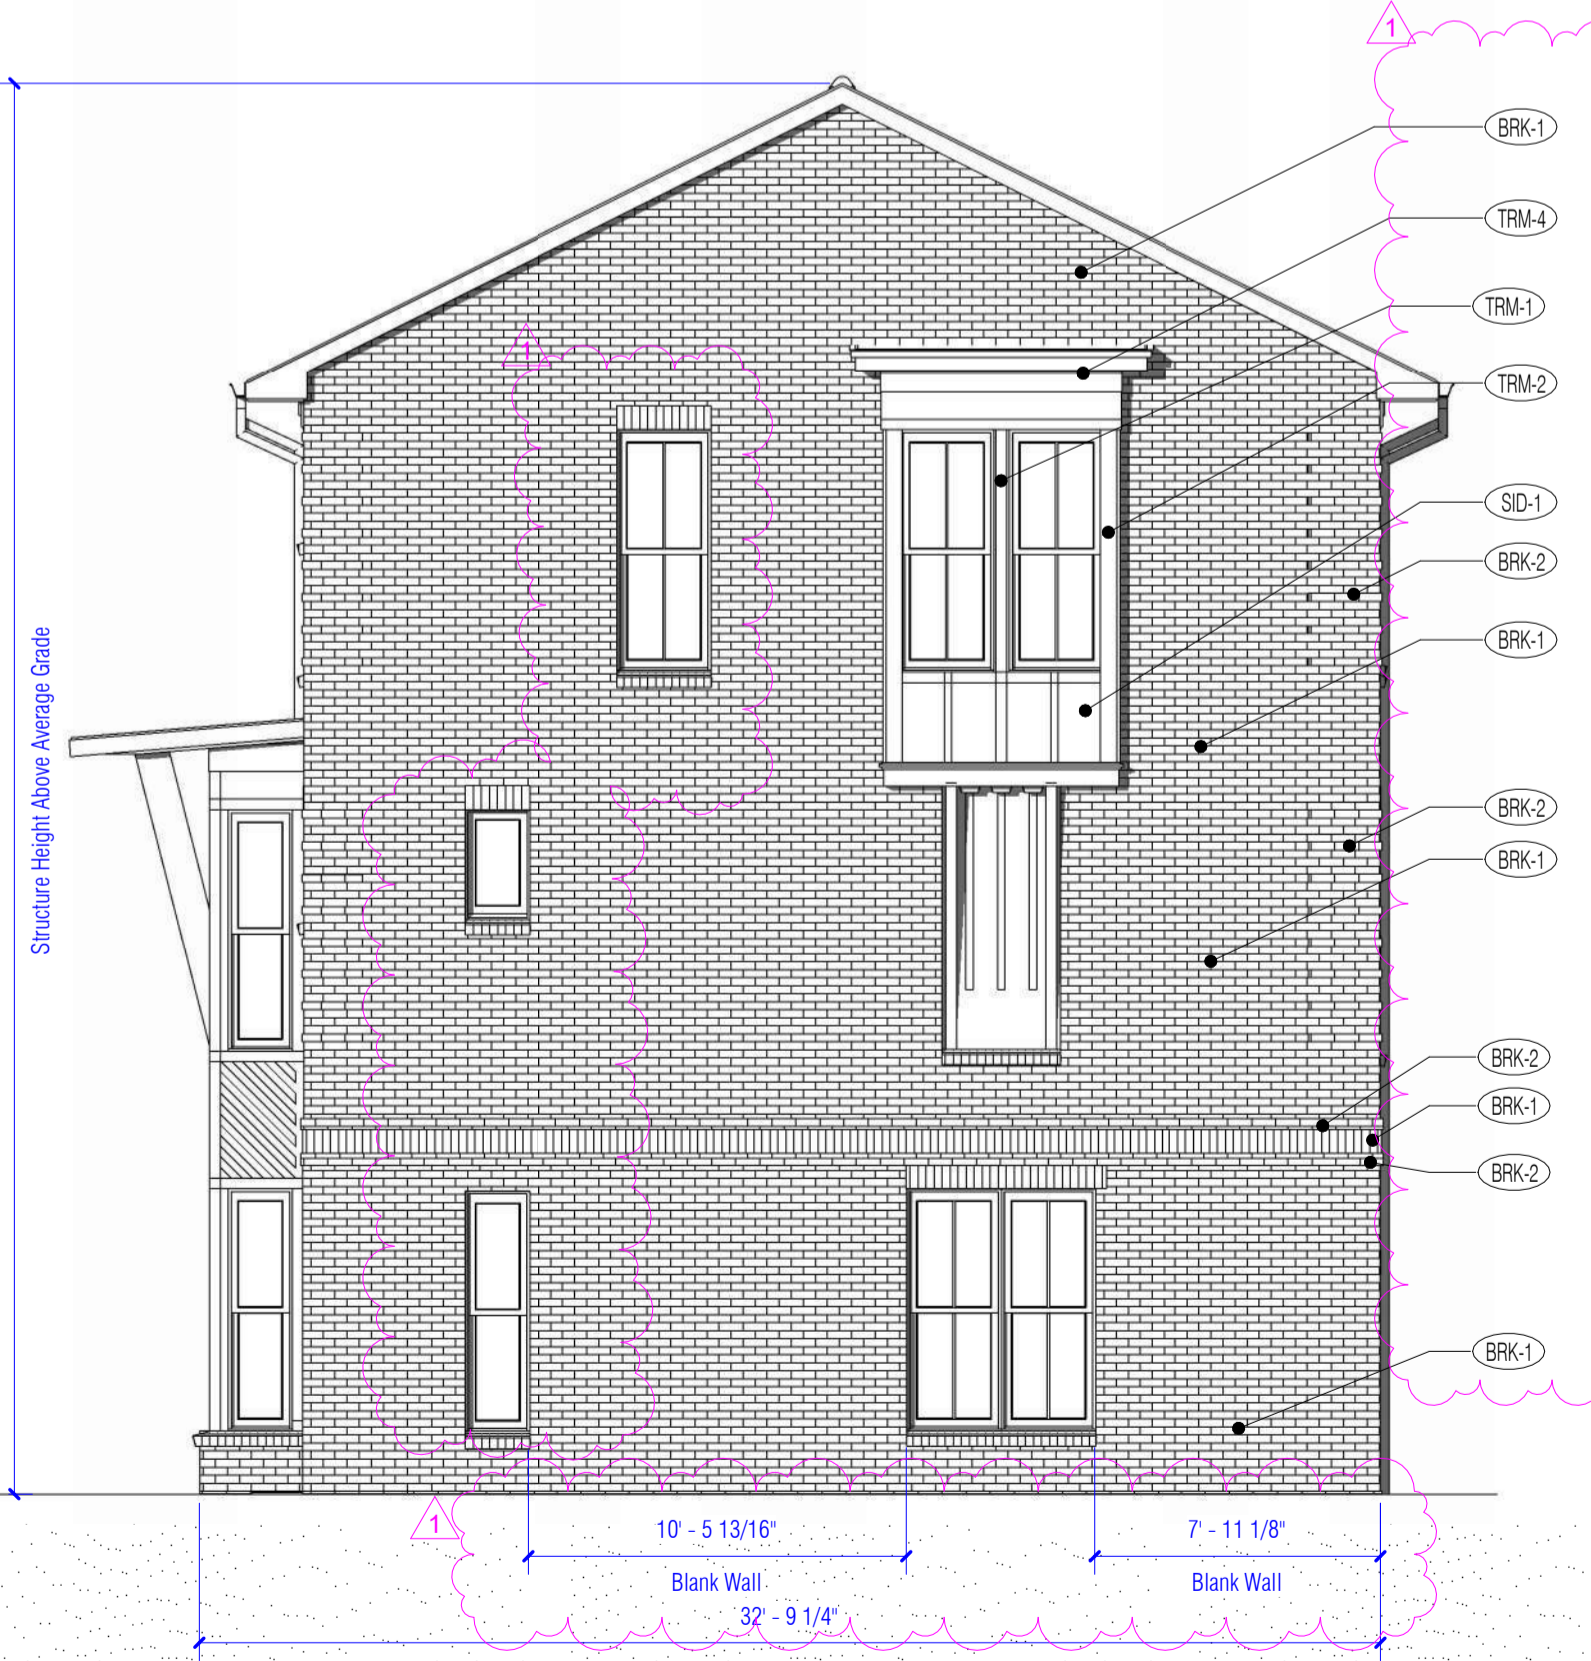 1
BRK-1
TRM-4
TRM-1
1
TRM-2
SID-1
BRK-2
BRK-1
Structure Height Above Average Grade
BRK-2
BRK-1
BRK-2
BRK-1
BRK-2
BRK-1
1
10' - 5 13/16"
7' - 11 1/8"
Blank Wall
Blank Wall
32' - 9 1/4"